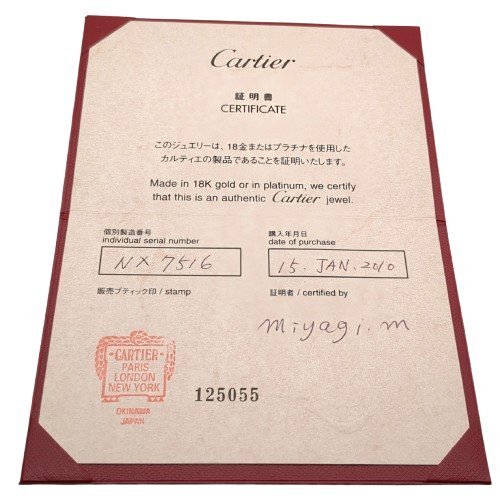 Cartier
証明書
CERTIFICATE
このジュエリーは、18金またはプラチナを使用した
カルティエの製品であることを証明いたします。
Made in 18K gold or in platinum, we certify
that this is an authentic Cartier jewel.
個別製造番号
individual serial number
NX 7516
購入年月日
date of purchase
15. JAN. 2010
販売ブティック印 / stamp
証明者 / certified by
miyagi.m
CARTIER
PARIS
LONDON
NEW YORK
OKINAWA
JAPAN
125055